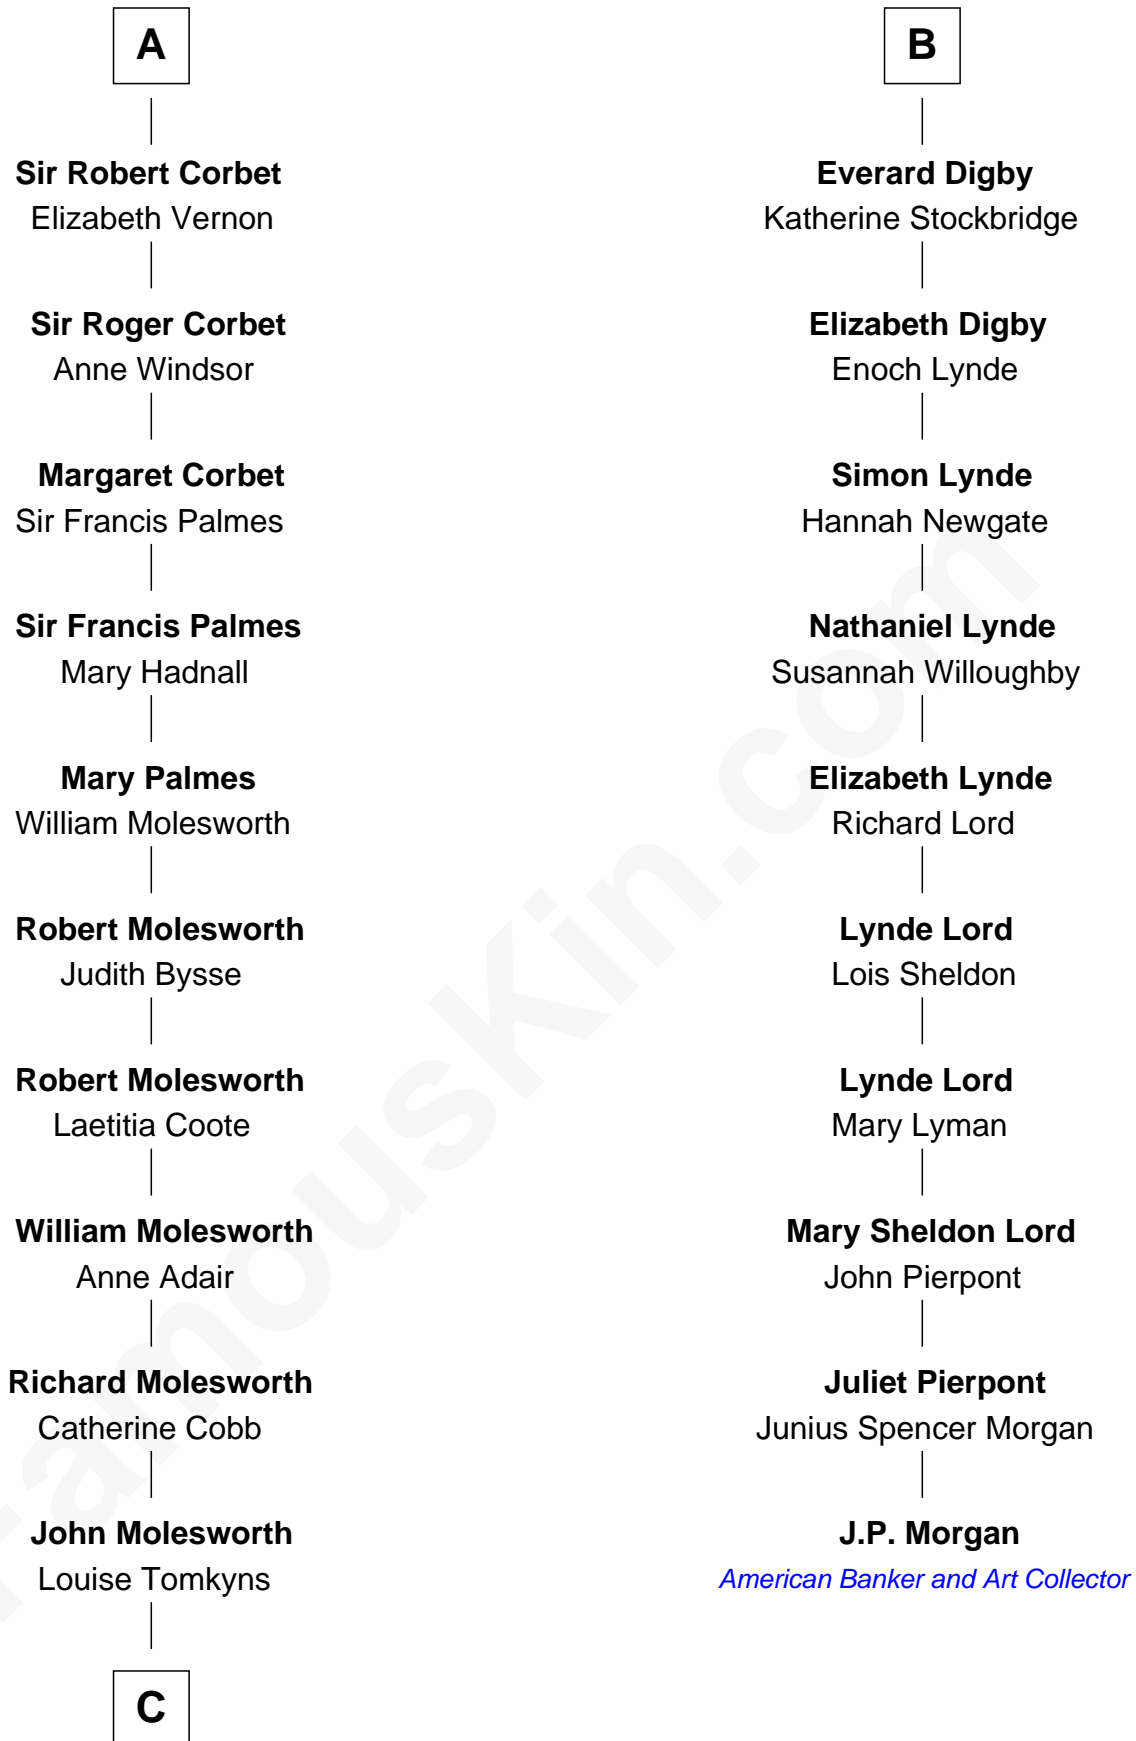 A
Sir Robert Corbet
Elizabeth Vernon
Sir Roger Corbet
Anne Windsor
Margaret Corbet
Sir Francis Palmes
Sir Francis Palmes
Mary Hadnall
Mary Palmes
William Molesworth
Robert Molesworth
Judith Bysse
Robert Molesworth
Laetitia Coote
William Molesworth
Anne Adair
Richard Molesworth
Catherine Cobb
John Molesworth
Louise Tomkyns
C
B
Everard Digby
Katherine Stockbridge
Elizabeth Digby
Enoch Lynde
Simon Lynde
Hannah Newgate
Nathaniel Lynde
Susannah Willoughby
Elizabeth Lynde
Richard Lord
Lynde Lord
Lois Sheldon
Lynde Lord
Mary Lyman
Mary Sheldon Lord
John Pierpont
Juliet Pierpont
Junius Spencer Morgan
J.P. Morgan
American Banker and Art Collector
FamousKin.com